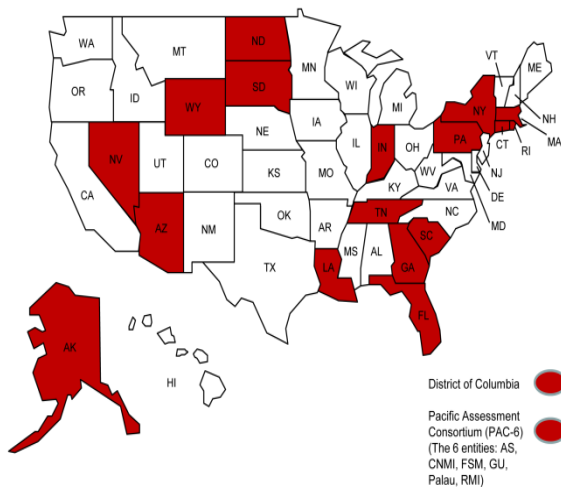 WA
MT
ND
MN
VT
ME
OR
ID
SD
WI
MI
NY
NH
WY
MA
NV
UT
CO
NE
IA
IL
IN
OH
PA
CT
RI
NJ
DE
MD
CA
KS
MO
KY
WV
VA
AZ
NM
OK
AR
TN
NC
SC
TX
LA
MS
AL
GA
FL
AK
HI
District of Columbia
Pacific Assessment
Consortium (PAC-6)
(The 6 entities: AS,
CNMI, FSM, GU,
Palau, RMI)